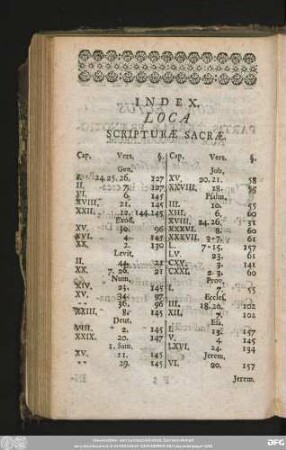 INDEX.
LOCA
SCRIPTURÆ SACRÆ.
Cap. Vers. §.
Gen.
I. 24. 25. 26. 127
II. 7. 127
VI. 6. 145
XVIII. 21. 145
XXII. 12. 144. 145
Exod.
XV. 10. 96
XVI. 4. 145
XX. 2. 130
Levit.
II. 44. 21
XX. 7. 26. 21
Num.
XIV. 23. 145
XV. 34. 97
36. 96
XXIII. 8. 145
Deut.
VIII. 2. 145
XXIX. 20. 147
1. Sam.
XV. 11. 145
29. 145
Cap. Vers. §.
Job,
XV. 20. 21. 58
XXVIII. 28.
Psalm,
III. 10. 55
XIII. 6. 60
XVIII. 24. 26. 51
XXXVI. 8. 60
XXXVII. 3-7. 61
L. 7-15. 157
LV. 23. 61
CXV. 3. 141
CXXI. 2. 3. 60
Prov.
I. 7. 55
Eccles.
III. 18. 20. 102
XII. 7. 102
Esa.
I. 13. 157
V. 4. 145
LXVI. 24. 134
Jerem.
VI. 20. 157
Jerem.